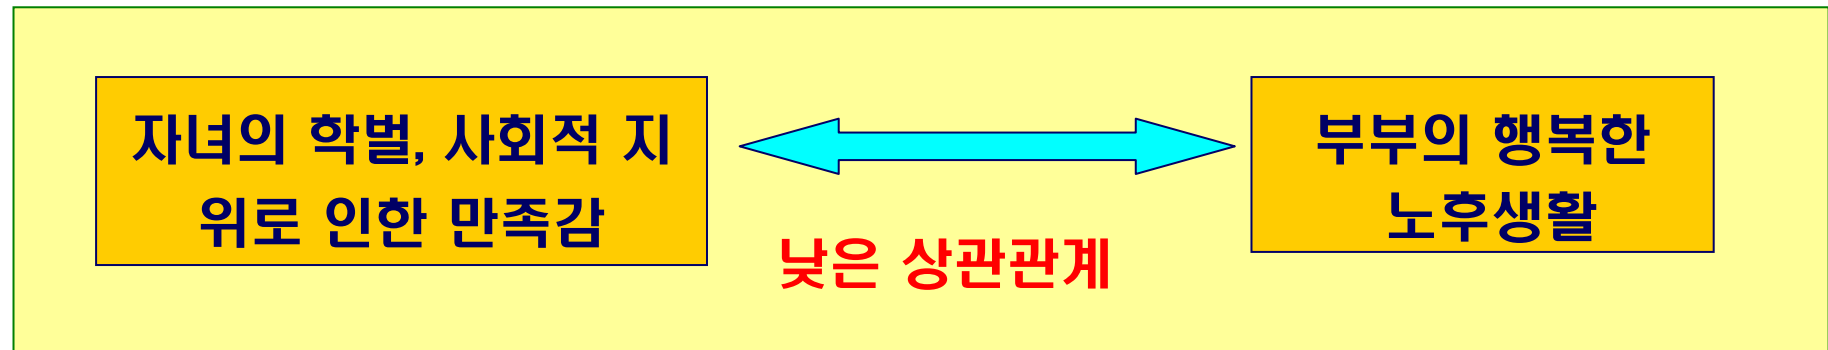 자녀의 학벌, 사회적 지
위로 인한 만족감
낮은 상관관계
부부의 행복한
노후생활